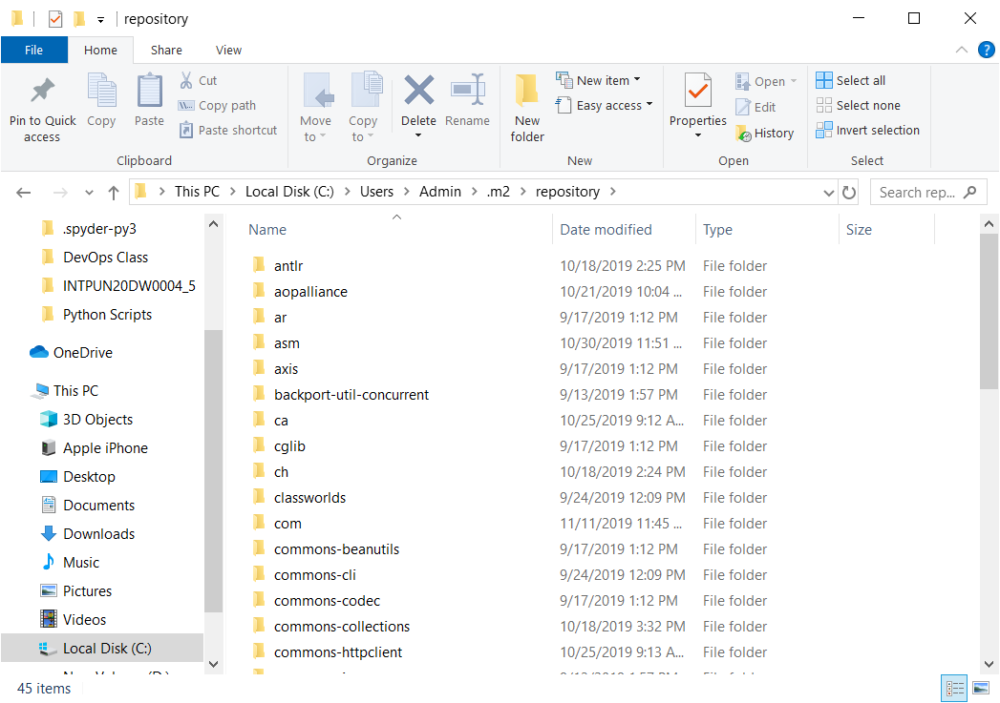 repository
File Home Share View
Pin to Quick access
Copy
Paste
Cut
Copy path
Paste shortcut
Clipboard
Move to
Copy to
Delete
Rename
Organize
New folder
New item
Easy access
New
Properties
Open
Edit
History
Open
Select all
Select none
Invert selection
Select
This PC > Local Disk (C:) > Users > Admin > .m2 > repository >
Search rep...
.spyder-py3
DevOps Class
INTPUN20DW0004_5
Python Scripts
OneDrive
This PC
3D Objects
Apple iPhone
Desktop
Documents
Downloads
Music
Pictures
Videos
Local Disk (C:)
Name Date modified Type Size
antlr 10/18/2019 2:25 PM File folder
aopalliance 10/21/2019 10:04 ... File folder
ar 9/17/2019 1:12 PM File folder
asm 10/30/2019 11:51 ... File folder
axis 9/17/2019 1:12 PM File folder
backport-util-concurrent 9/13/2019 1:57 PM File folder
ca 10/25/2019 9:12 A... File folder
cglib 9/17/2019 1:12 PM File folder
ch 10/18/2019 2:24 PM File folder
classworlds 9/24/2019 12:09 PM File folder
com 11/11/2019 11:45 ... File folder
commons-beanutils 9/17/2019 1:12 PM File folder
commons-cli 9/24/2019 12:09 PM File folder
commons-codec 9/17/2019 1:12 PM File folder
commons-collections 10/18/2019 3:32 PM File folder
commons-httpclient 10/25/2019 9:13 A... File folder
45 items